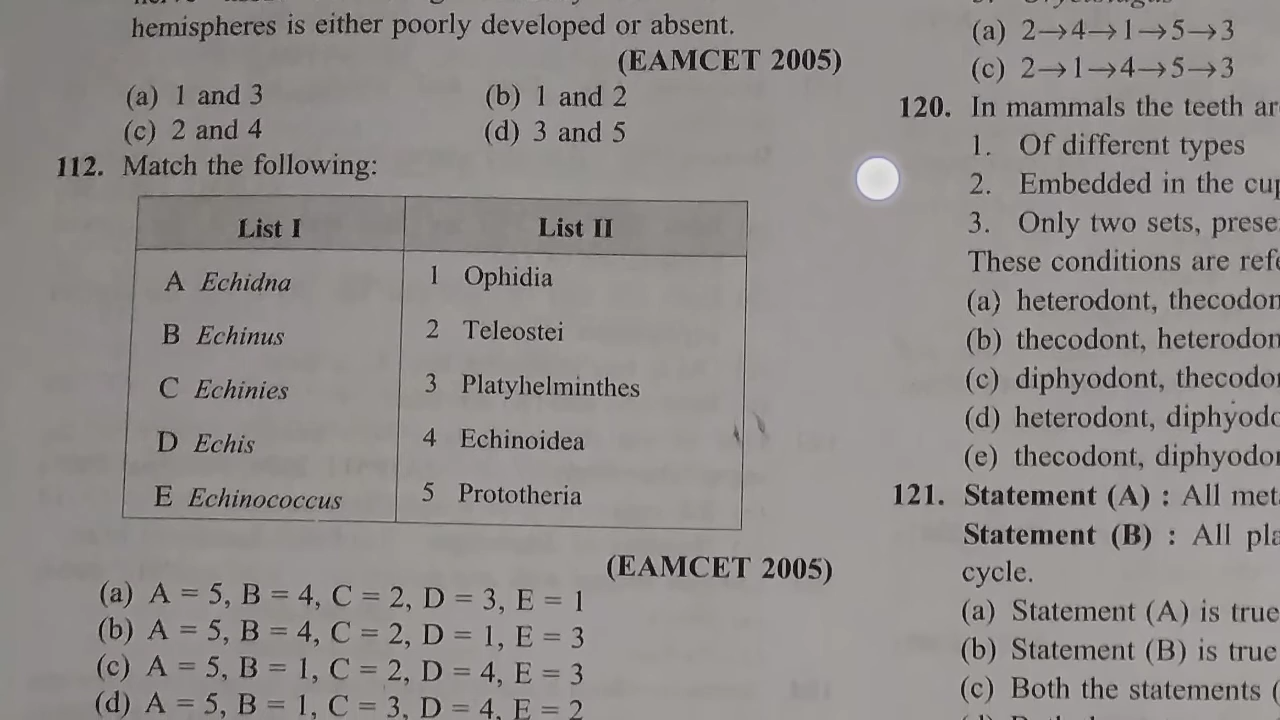 hemispheres is either poorly developed or absent.
(EAMCET 2005)
(a) 1 and 3 (b) 1 and 2
(c) 2 and 4 (d) 3 and 5
112. Match the following:
List I List II
A Echidna 1 Ophidia
B Echinus 2 Teleostei
C Echinies 3 Platyhelminthes
D Echis 4 Echinoidea
E Echinococcus 5 Prototheria
(EAMCET 2005)
(a) A = 5, B = 4, C = 2, D = 3, E = 1
(b) A = 5, B = 4, C = 2, D = 1, E = 3
(c) A = 5, B = 1, C = 2, D = 4, E = 3
(d) A = 5, B = 1, C = 3, D = 4, E = 2
(a) 2→4→1→5→3
(c) 2→1→4→5→3
120. In mammals the teeth ar
1. Of different types
2. Embedded in the cup
3. Only two sets, prese
These conditions are refe
(a) heterodont, thecodon
(b) thecodont, heterodon
(c) diphyodont, thecodon
(d) heterodont, diphyodo
(e) thecodont, diphyodon
121. Statement (A) : All met
Statement (B) : All pla
cycle.
(a) Statement (A) is true
(b) Statement (B) is true
(c) Both the statements (